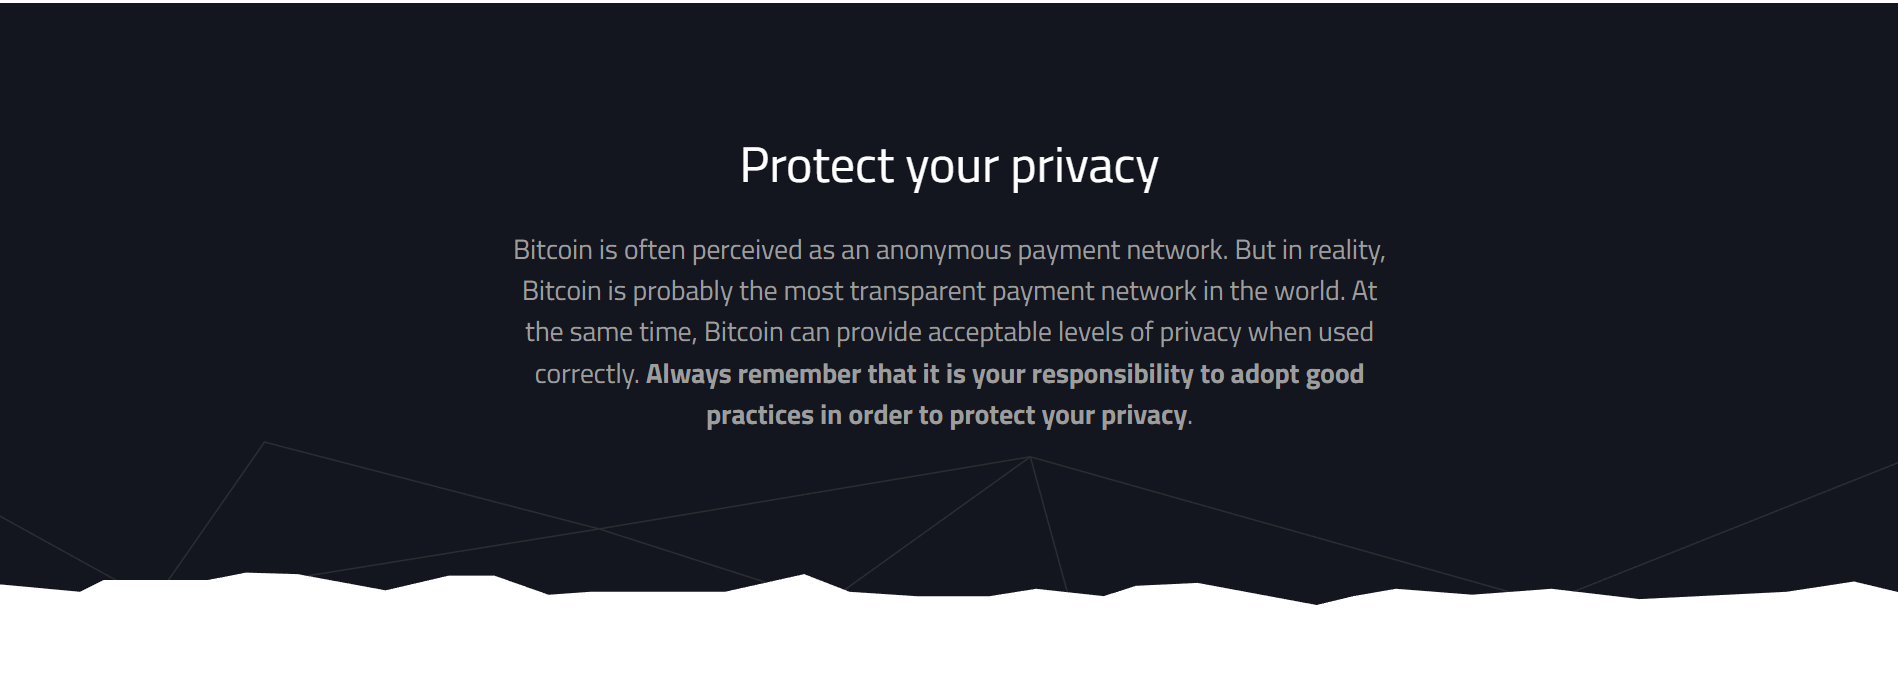 Protect your privacy
Bitcoin is often perceived as an anonymous payment network. But in reality,
Bitcoin is probably the most transparent payment network in the world. At
the same time, Bitcoin can provide acceptable levels of privacy when used
correctly. Always remember that it is your responsibility to adopt good
practices in order to protect your privacy.